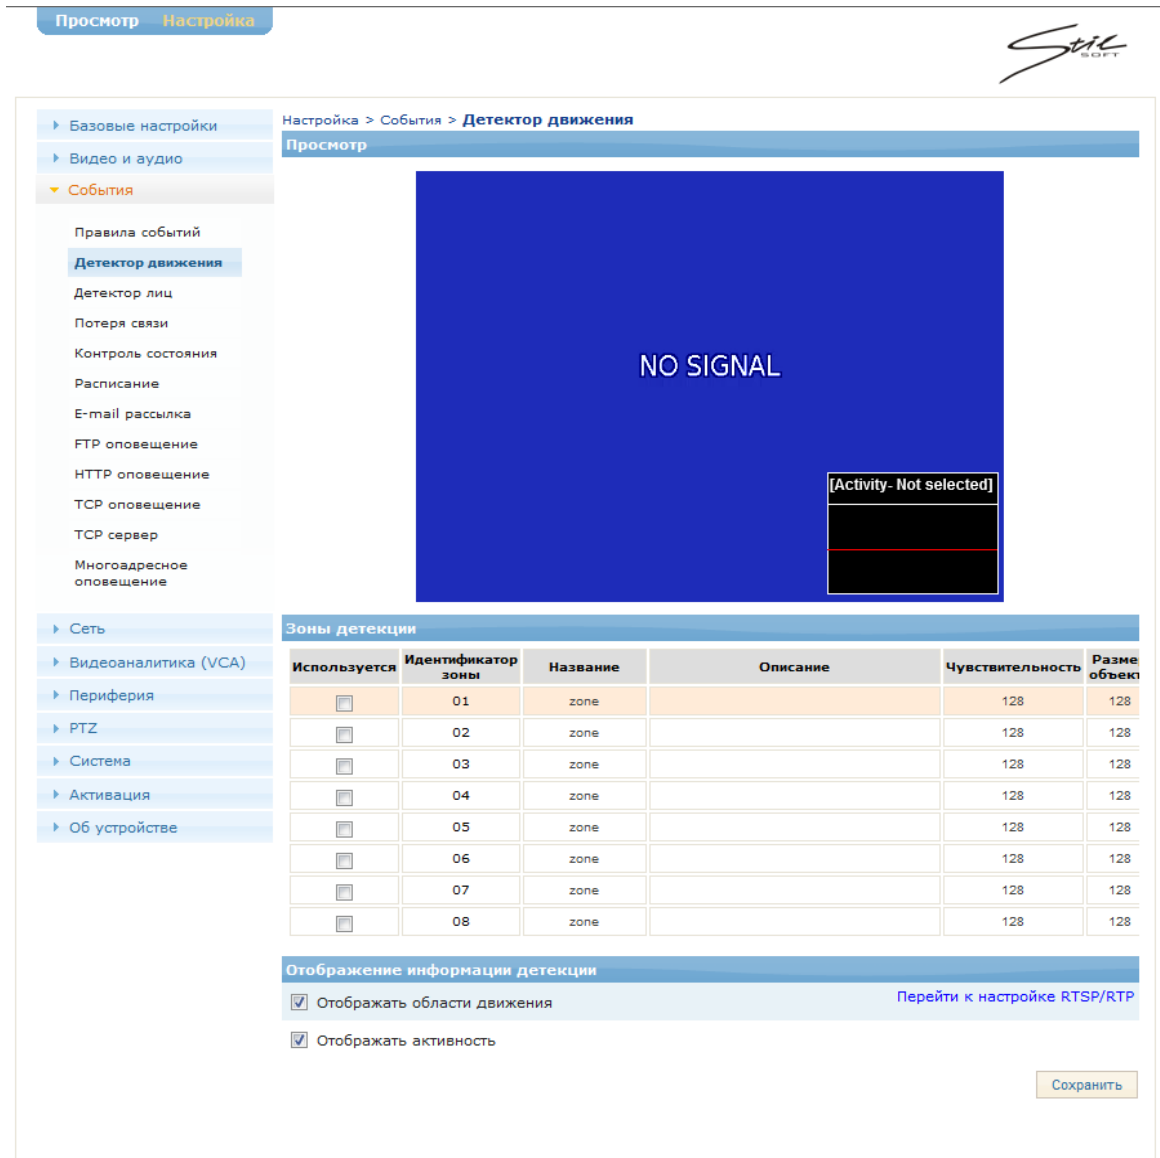 Просмотр Настройка
Stil
SOFT
Базовые настройки
Видео и аудио
События
Правила событий
Детектор движения
Детектор лиц
Потеря связи
Контроль состояния
Расписание
E-mail рассылка
FTP оповещение
HTTP оповещение
TCP оповещение
TCP сервер
Многоадресное
оповещение
Сеть
Видеоаналитика (VCA)
Периферия
PTZ
Система
Активация
Об устройстве
Настройка > События > Детектор движения
Просмотр
NO SIGNAL
[Activity- Not selected]
Зоны детекции
Используется Идентификатор зоны Название Описание Чувствительность
01 zone 128 128
02 zone 128 128
03 zone 128 128
04 zone 128 128
05 zone 128 128
06 zone 128 128
07 zone 128 128
08 zone 128 128
Отображение информации детекции
Отображать области движения Перейти к настройке RTSP/RTP
Отображать активность
Сохранить